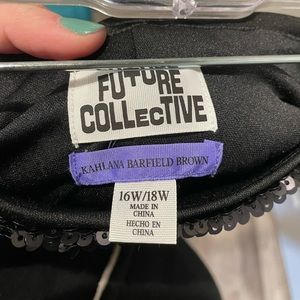 FUTURE
COLLECTIVE
KAHLANA BARFIELD BROWN
16W/18W
MADE IN
CHINA
HECHO EN
CHINA